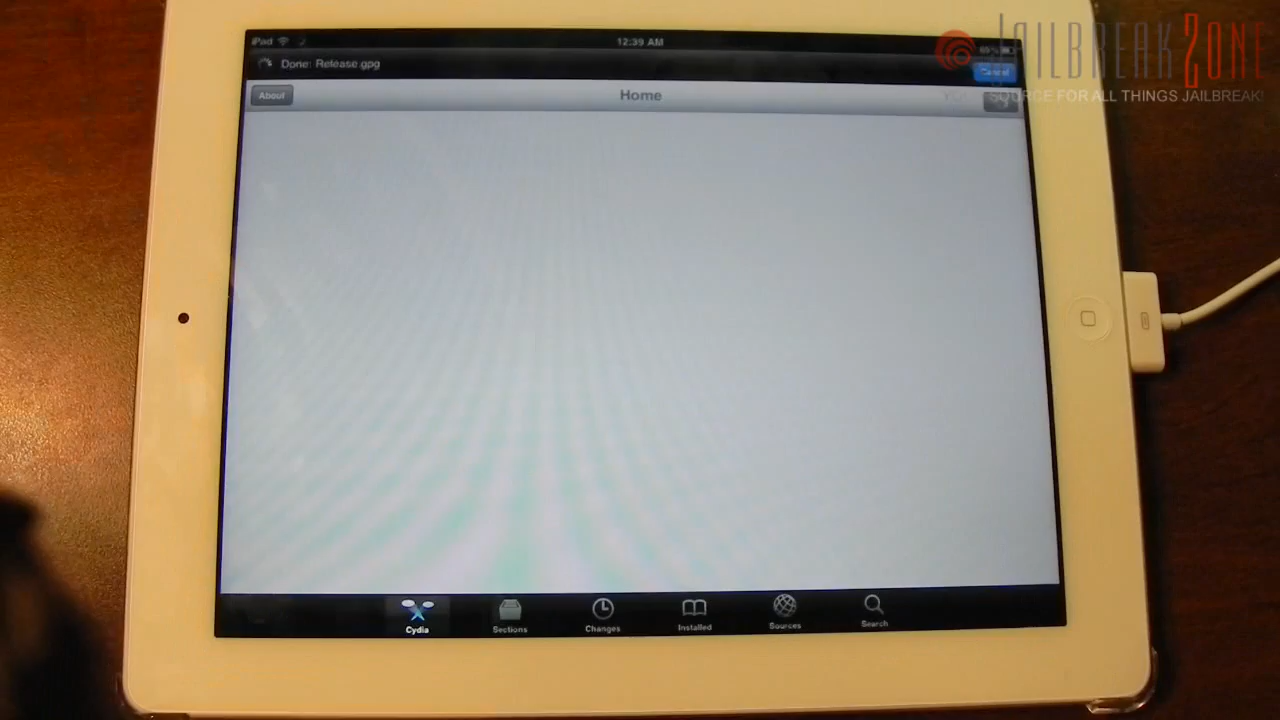 iPad 12:39 AM
JAILBREAKZONE
Done: Release.gpg Cancel
About Home
SOURCE FOR ALL THINGS JAILBREAK!
Cydia Sections Changes Installed Sources Search